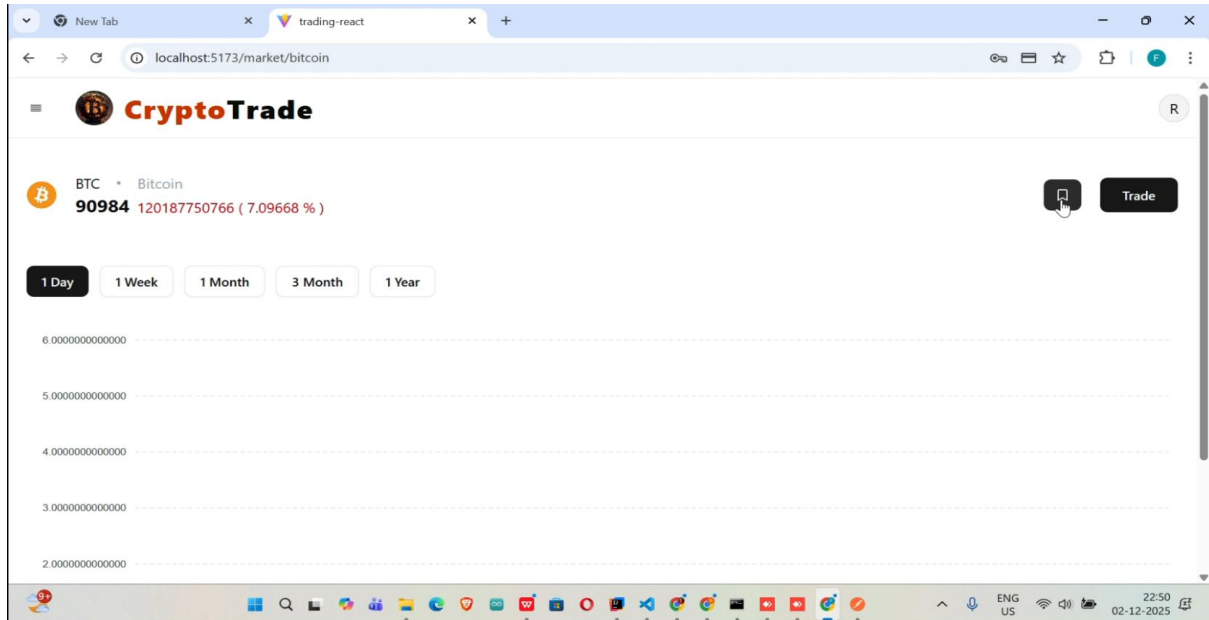 New Tab
trading-react
localhost:5173/market/bitcoin
F
CryptoTrade
R
BTC • Bitcoin
90984 120187750766 ( 7.09668 % )
Trade
1 Day 1 Week 1 Month 3 Month 1 Year
6.0000000000000
5.0000000000000
4.0000000000000
3.0000000000000
2.0000000000000
9+
ENG
US
22:50
02-12-2025